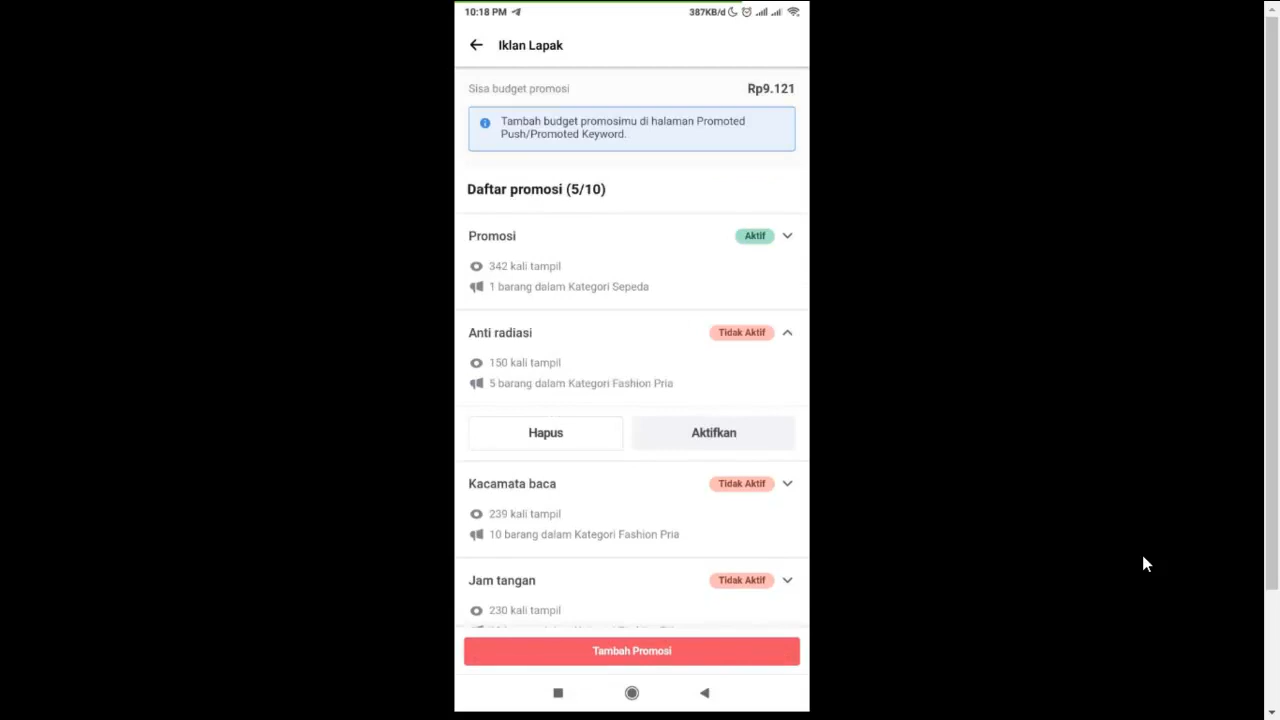 10:18 PM
387KB/d
Iklan Lapak
Sisa budget promosi
Rp9.121
Tambah budget promosimu di halaman Promoted
Push/Promoted Keyword.
Daftar promosi (5/10)
Promosi
Aktif
342 kali tampil
1 barang dalam Kategori Sepeda
Anti radiasi
Tidak Aktif
150 kali tampil
5 barang dalam Kategori Fashion Pria
Hapus
Aktifkan
Kacamata baca
Tidak Aktif
239 kali tampil
10 barang dalam Kategori Fashion Pria
Jam tangan
Tidak Aktif
230 kali tampil
Tambah Promosi